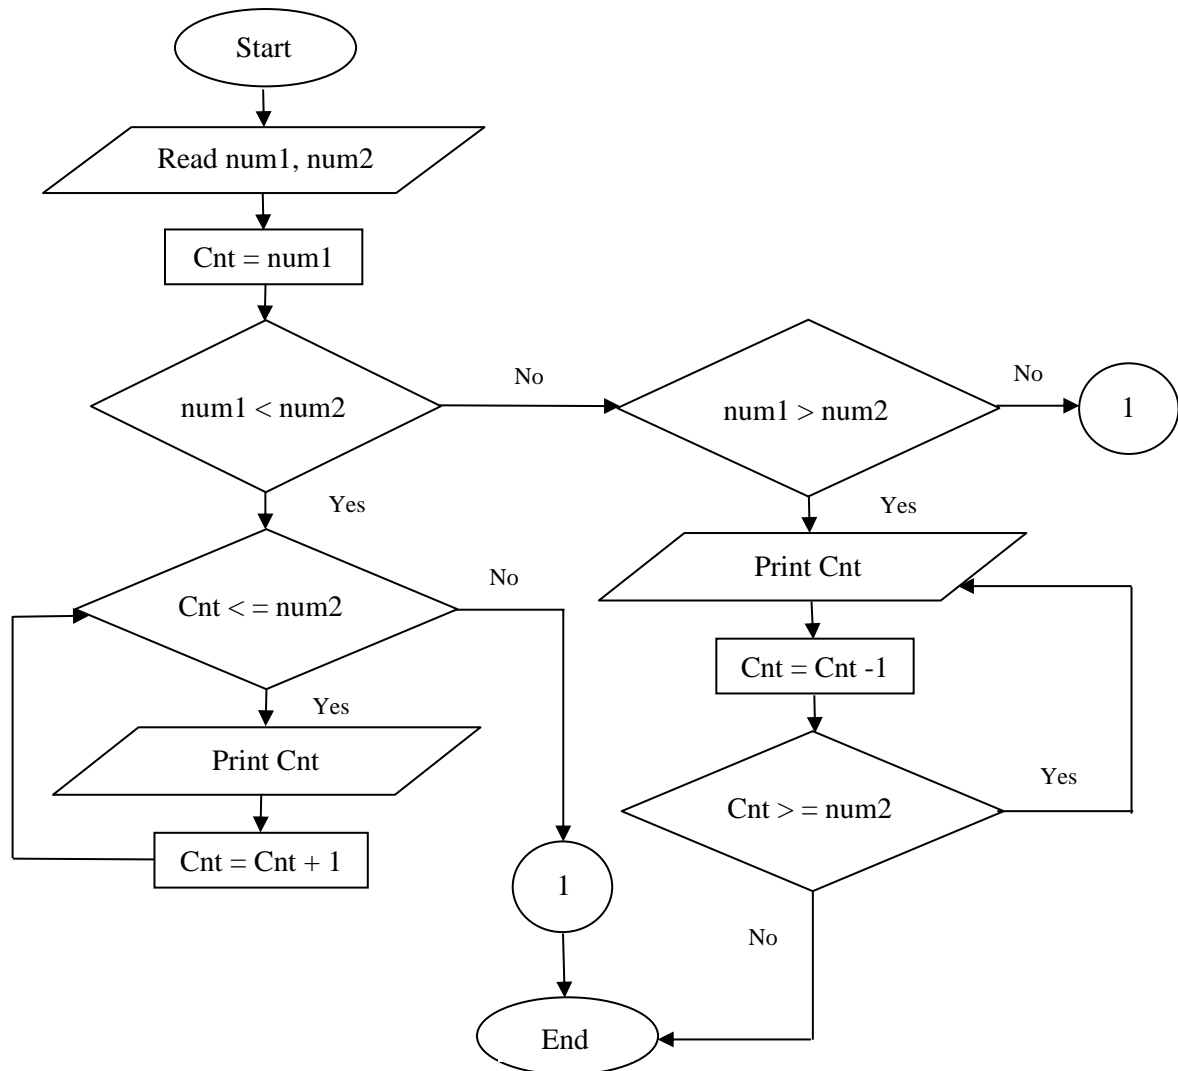 Start
Read num1, num2
Cnt = num1
num1 < num2
No
num1 > num2
No
1
Yes
Cnt < = num2
No
Yes
Print Cnt
Cnt = Cnt + 1
1
Yes
Print Cnt
Cnt = Cnt -1
Cnt > = num2
Yes
No
End